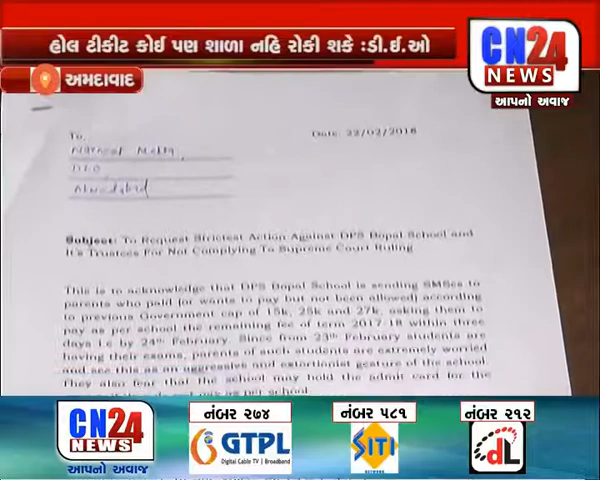 હોલ ટીકીટ કોઈ પણ શાળા નહિ રોકી શકે :ડી.ઈ.ઓ
CN24
NEWS
આપનો અવાજ
અમદાવાદ
To,
Date: 22/02/2018
Mehta,
DEO,
Ahmedabad
Subject: To Request Strictest Action Against DPS Bopal School and
It's Trustees For Not Complying To Supreme Court Ruling
This is to acknowledge that DPS Bopal School is sending SMSes to
parents who paid (or wants to pay but not been allowed) according
to previous Government cap of 15k, 25k and 27k, asking them to
pay as per school the remaining fee of term 2017-18 within three
days i.e by 24th February. Since from 23rd February students are
having their exams, parents of such students are extremely worried
and see this as an aggressive and extortionist gesture of the school.
They also fear that the school may hold the admit card for the
pay as per school.
CN24
NEWS
આપનો અવાજ
નંબર ૨૭૪
GTPL
Digital Cable TV | Broadband
નંબર ૫૮૧
SITI
NETWORK
નંબર ૨૧૨
dL